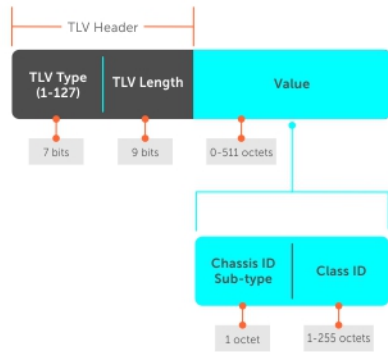 TLV Header
TLV Type
(1-127)
TLV Length
Value
7 bits
9 bits
0-511 octets
Chassis ID
Sub-type
Class ID
1 octet
1-255 octets